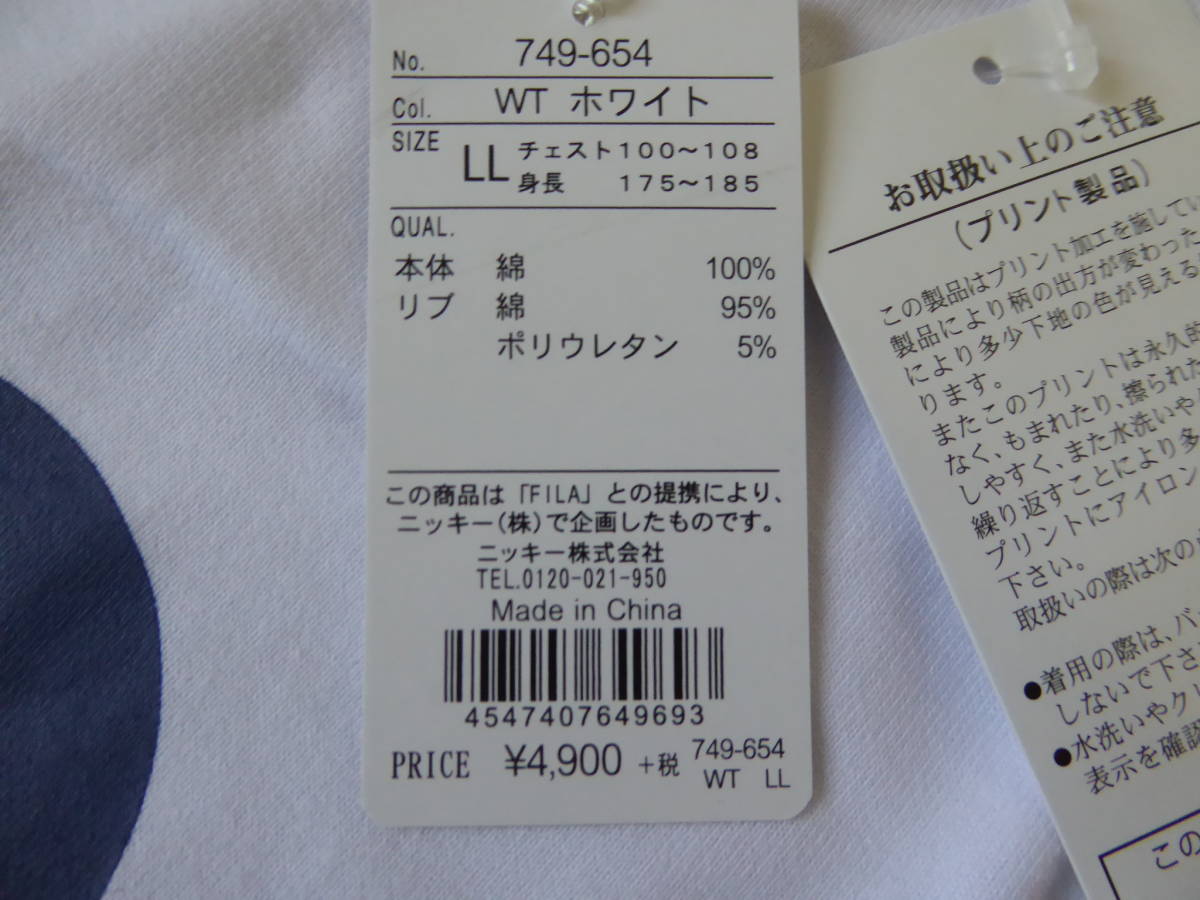 No. 749-654
Col. WT ホワイト
SIZE LL チェスト100～108
身長 175～185
QUAL.
本体 綿 100%
リブ 綿 95%
ポリウレタン 5%
この商品は「FILA」との提携により、
ニッキー(株)で企画したものです。
ニッキー株式会社
TEL.0120-021-950
Made in China
4547407649693
PRICE ¥4,900 +税 749-654
WT LL
お取扱い上のご注意
(プリント製品)
この製品はプリント加工を施してい
製品により柄の出方が変わった
により多少下地の色が見える
ります。
またこのプリントは永久的
なく、もまれたり、擦られた
しやすく、また水洗いや
繰り返すことにより多
プリントにアイロン
下さい。
取扱いの際は次の
●着用の際は、バ
しないで下さ
●水洗いやク
表示を確認
この